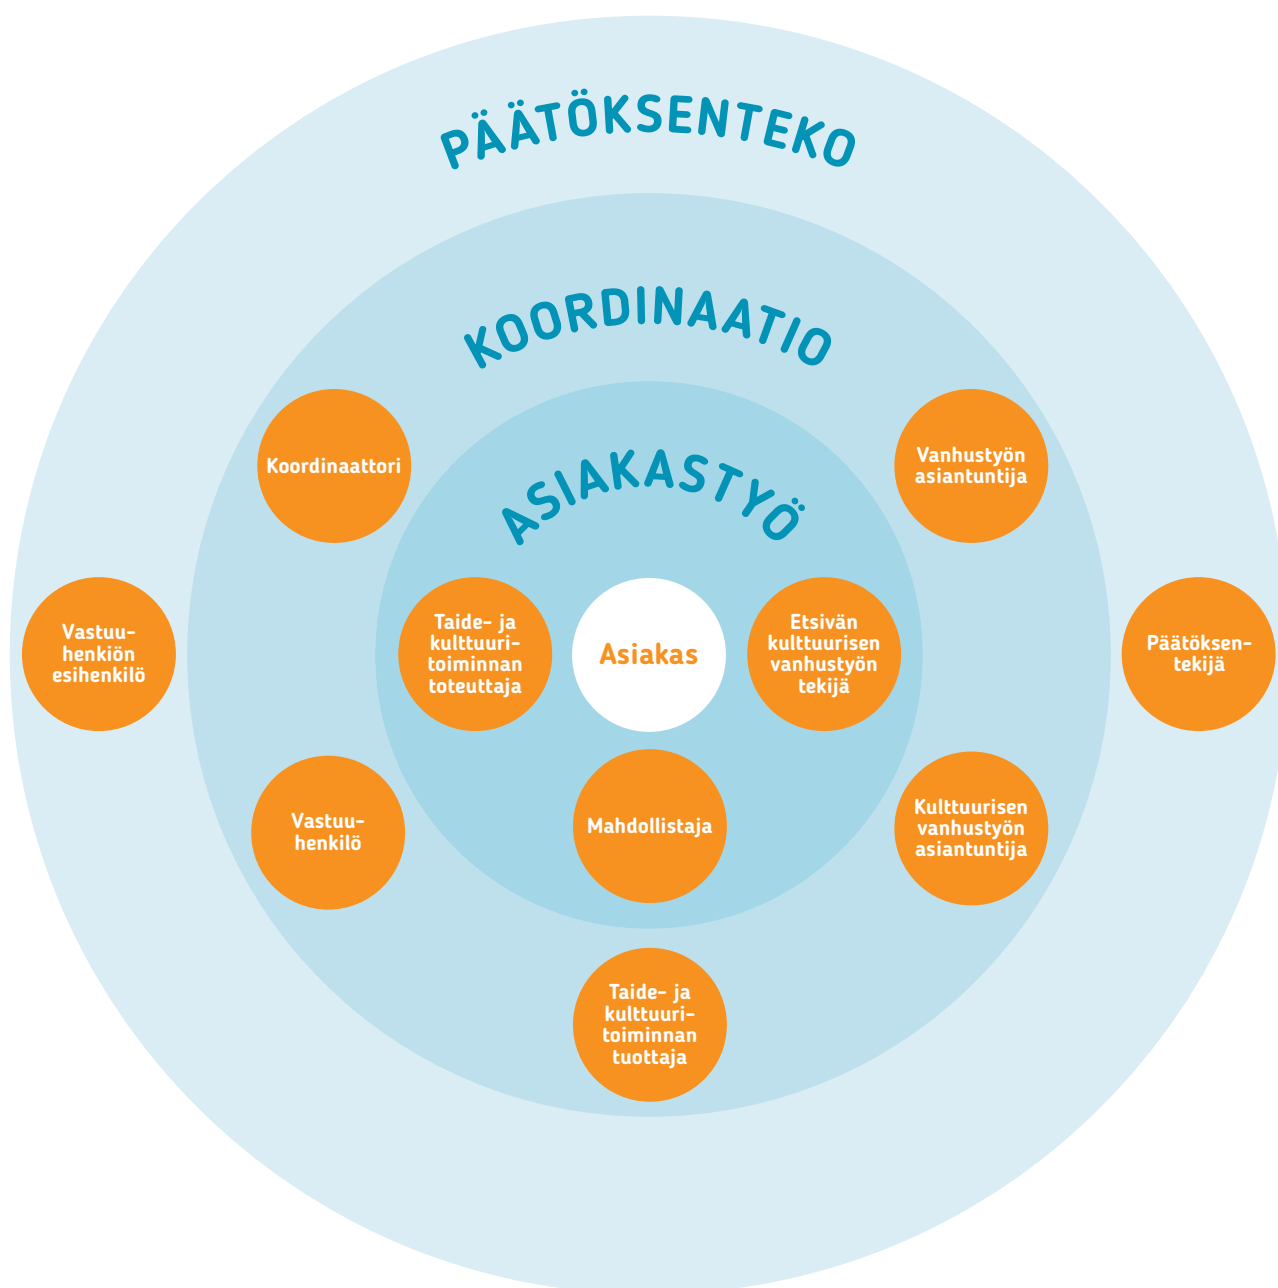 PÄÄTÖKSENTEKO
KOORDINAATIO
ASIAKASTYÖ
Koordinaattori
Vanhustyön
asiantuntija
Vastuu-
henkiön
esihenkilö
Taide- ja
kulttuuri-
toiminnan
toteuttaja
Asiakas
Etsivän
kulttuurisen
vanhustyön
tekijä
Päätöksen-
tekijä
Vastuu-
henkilö
Mahdollistaja
Kulttuurisen
vanhustyön
asiantuntija
Taide- ja
kulttuuri-
toiminnan
tuottaja